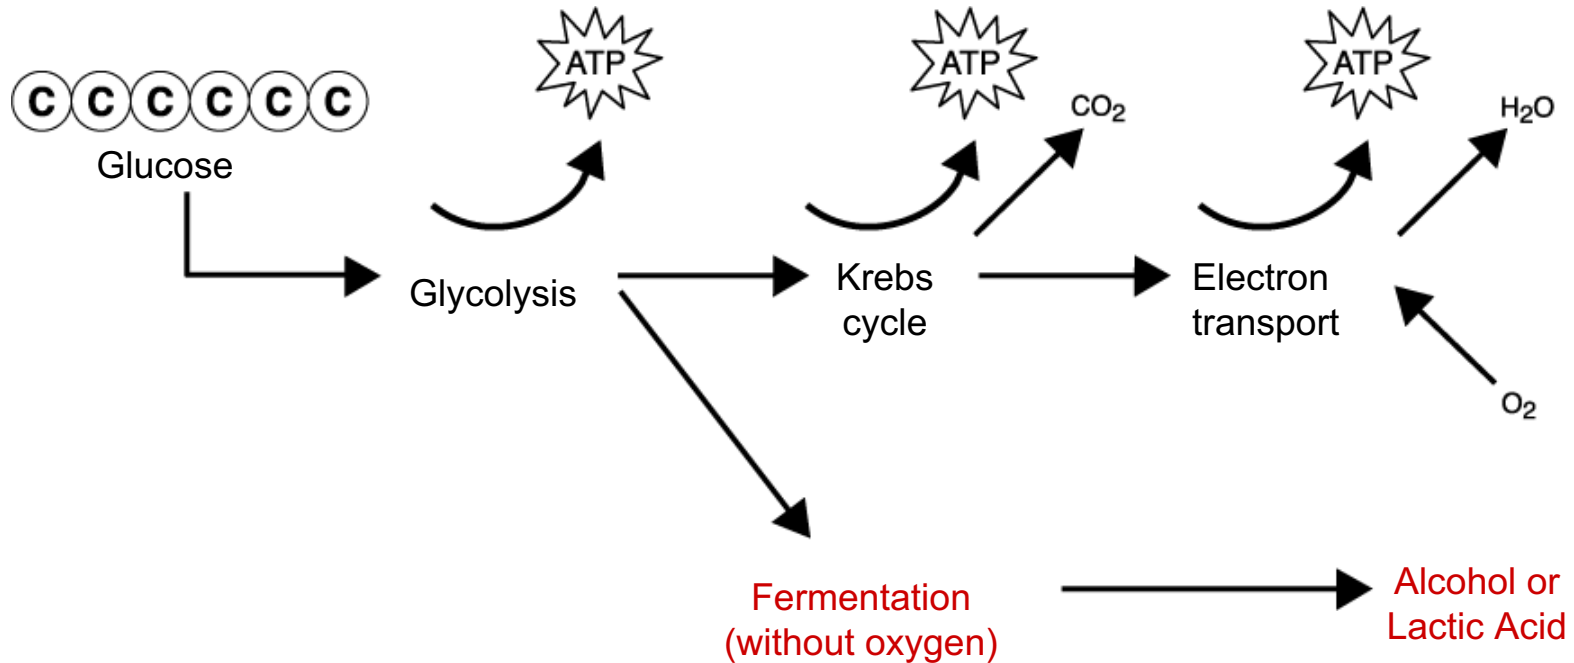 ATP
ATP
ATP
C C C C C C
CO₂
H₂O
Glucose
Glycolysis
Krebs
cycle
Electron
transport
O₂
Fermentation
(without oxygen)
Alcohol or
Lactic Acid